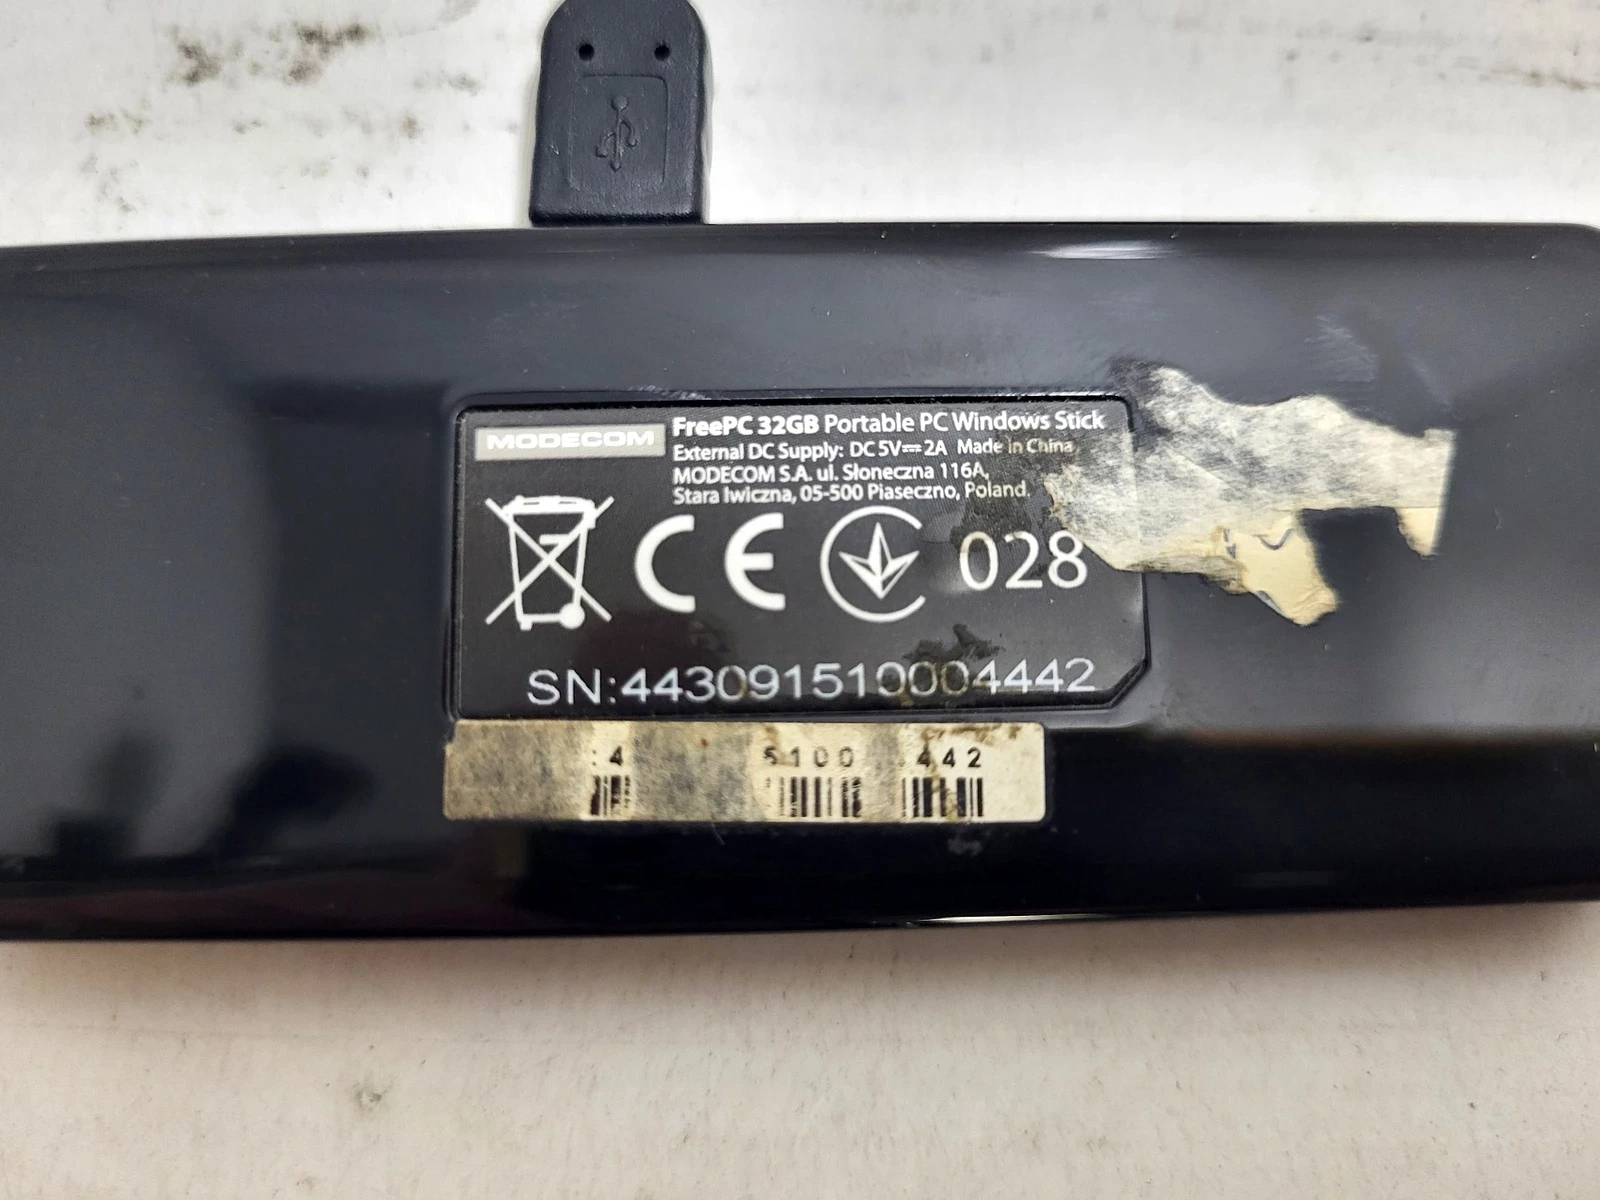 MODECOM
FreePC 32GB Portable PC Windows Stick
External DC Supply: DC 5V⎓2A Made in China
MODECOM S.A. ul. Słoneczna 116A,
Stara Iwiczna, 05-500 Piaseczno, Poland.
CE
028
SN:443091510004442
4 5100 442